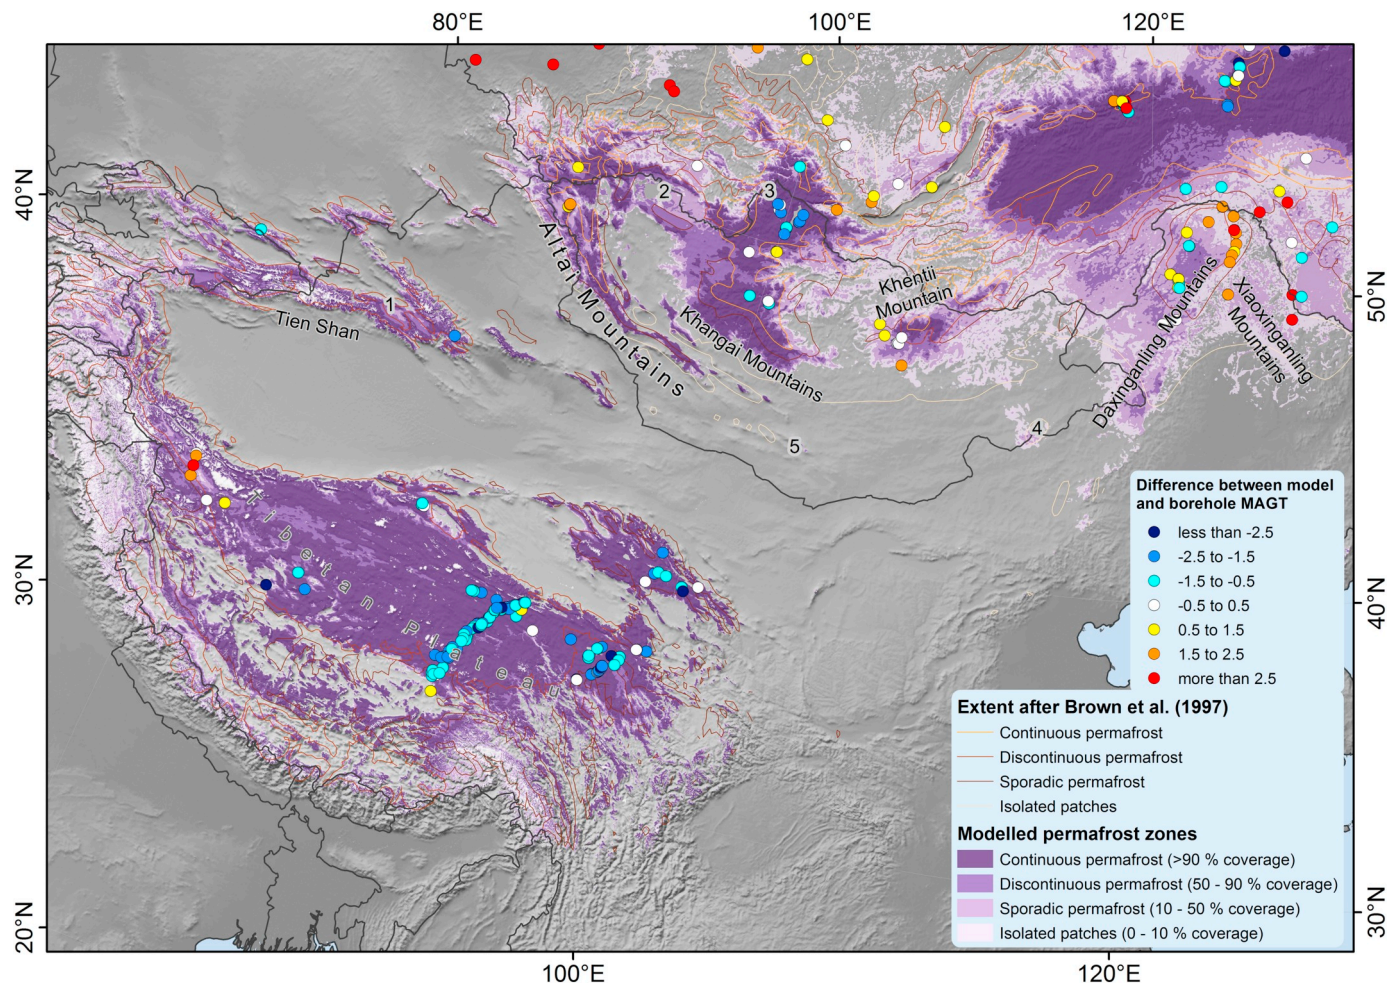 80°E
100°E
120°E
40°N
50°N
30°N
40°N
20°N
30°N
100°E
120°E
2
3
Altai Mountains
Khentii
Mountain
1
Tien Shan
Khangai Mountains
Daxinganling Mountains
Xiaoxinganling
Mountains
4
5
Tibetan Plateau
Difference between model
and borehole MAGT
less than -2.5
-2.5 to -1.5
-1.5 to -0.5
-0.5 to 0.5
0.5 to 1.5
1.5 to 2.5
more than 2.5
Extent after Brown et al. (1997)
Continuous permafrost
Discontinuous permafrost
Sporadic permafrost
Isolated patches
Modelled permafrost zones
Continuous permafrost (>90 % coverage)
Discontinuous permafrost (50 - 90 % coverage)
Sporadic permafrost (10 - 50 % coverage)
Isolated patches (0 - 10 % coverage)